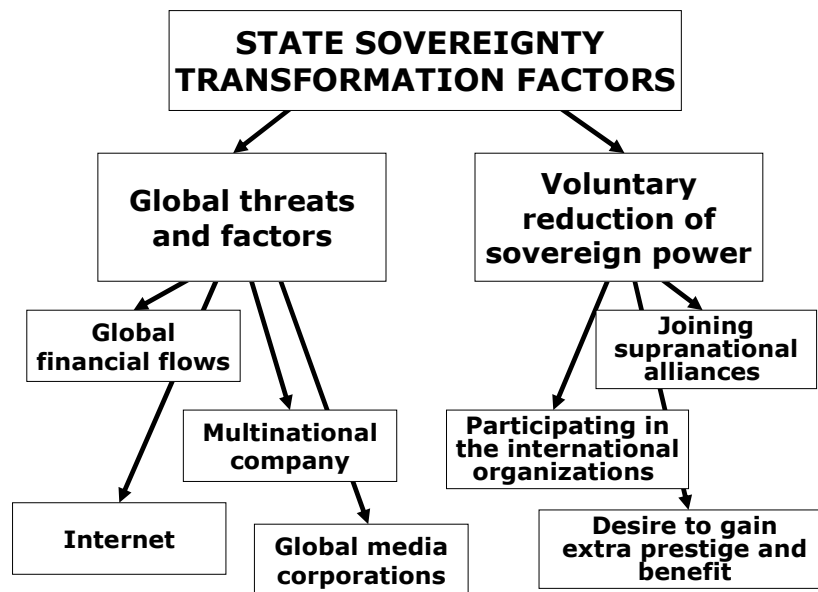 STATE SOVEREIGNTY
TRANSFORMATION FACTORS
Global threats
and factors
Voluntary
reduction of
sovereign power
Global
financial flows
Joining
supranational
alliances
Multinational
company
Participating in
the international
organizations
Internet
Global media
corporations
Desire to gain
extra prestige and
benefit